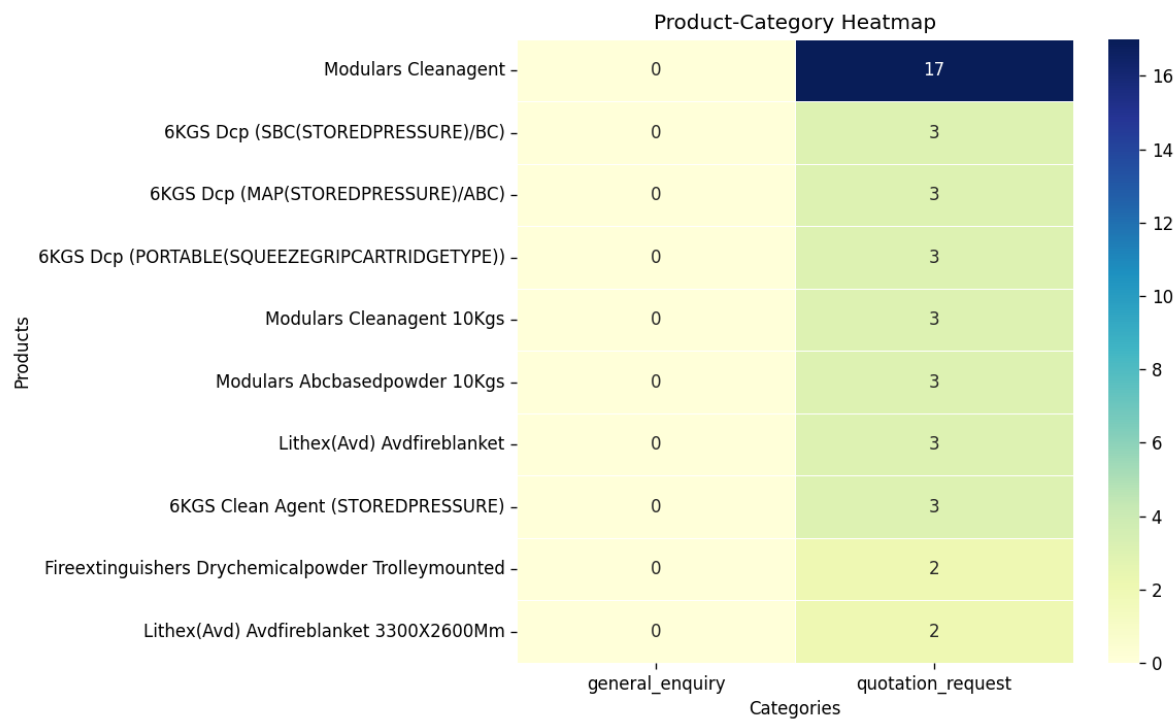 Product-Category Heatmap
Products
Modulars Cleanagent 0 17
6KGS Dcp (SBC(STOREDPRESSURE)/BC) 0 3
6KGS Dcp (MAP(STOREDPRESSURE)/ABC) 0 3
6KGS Dcp (PORTABLE(SQUEEZEGRIPCARTRIDGETYPE)) 0 3
Modulars Cleanagent 10Kgs 0 3
Modulars Abcbasedpowder 10Kgs 0 3
Lithex(Avd) Avdfireblanket 0 3
6KGS Clean Agent (STOREDPRESSURE) 0 3
Fireextinguishers Drychemicalpowder Trolleymounted 0 2
Lithex(Avd) Avdfireblanket 3300X2600Mm 0 2
general_enquiry quotation_request
Categories
16
14
12
10
8
6
4
2
0